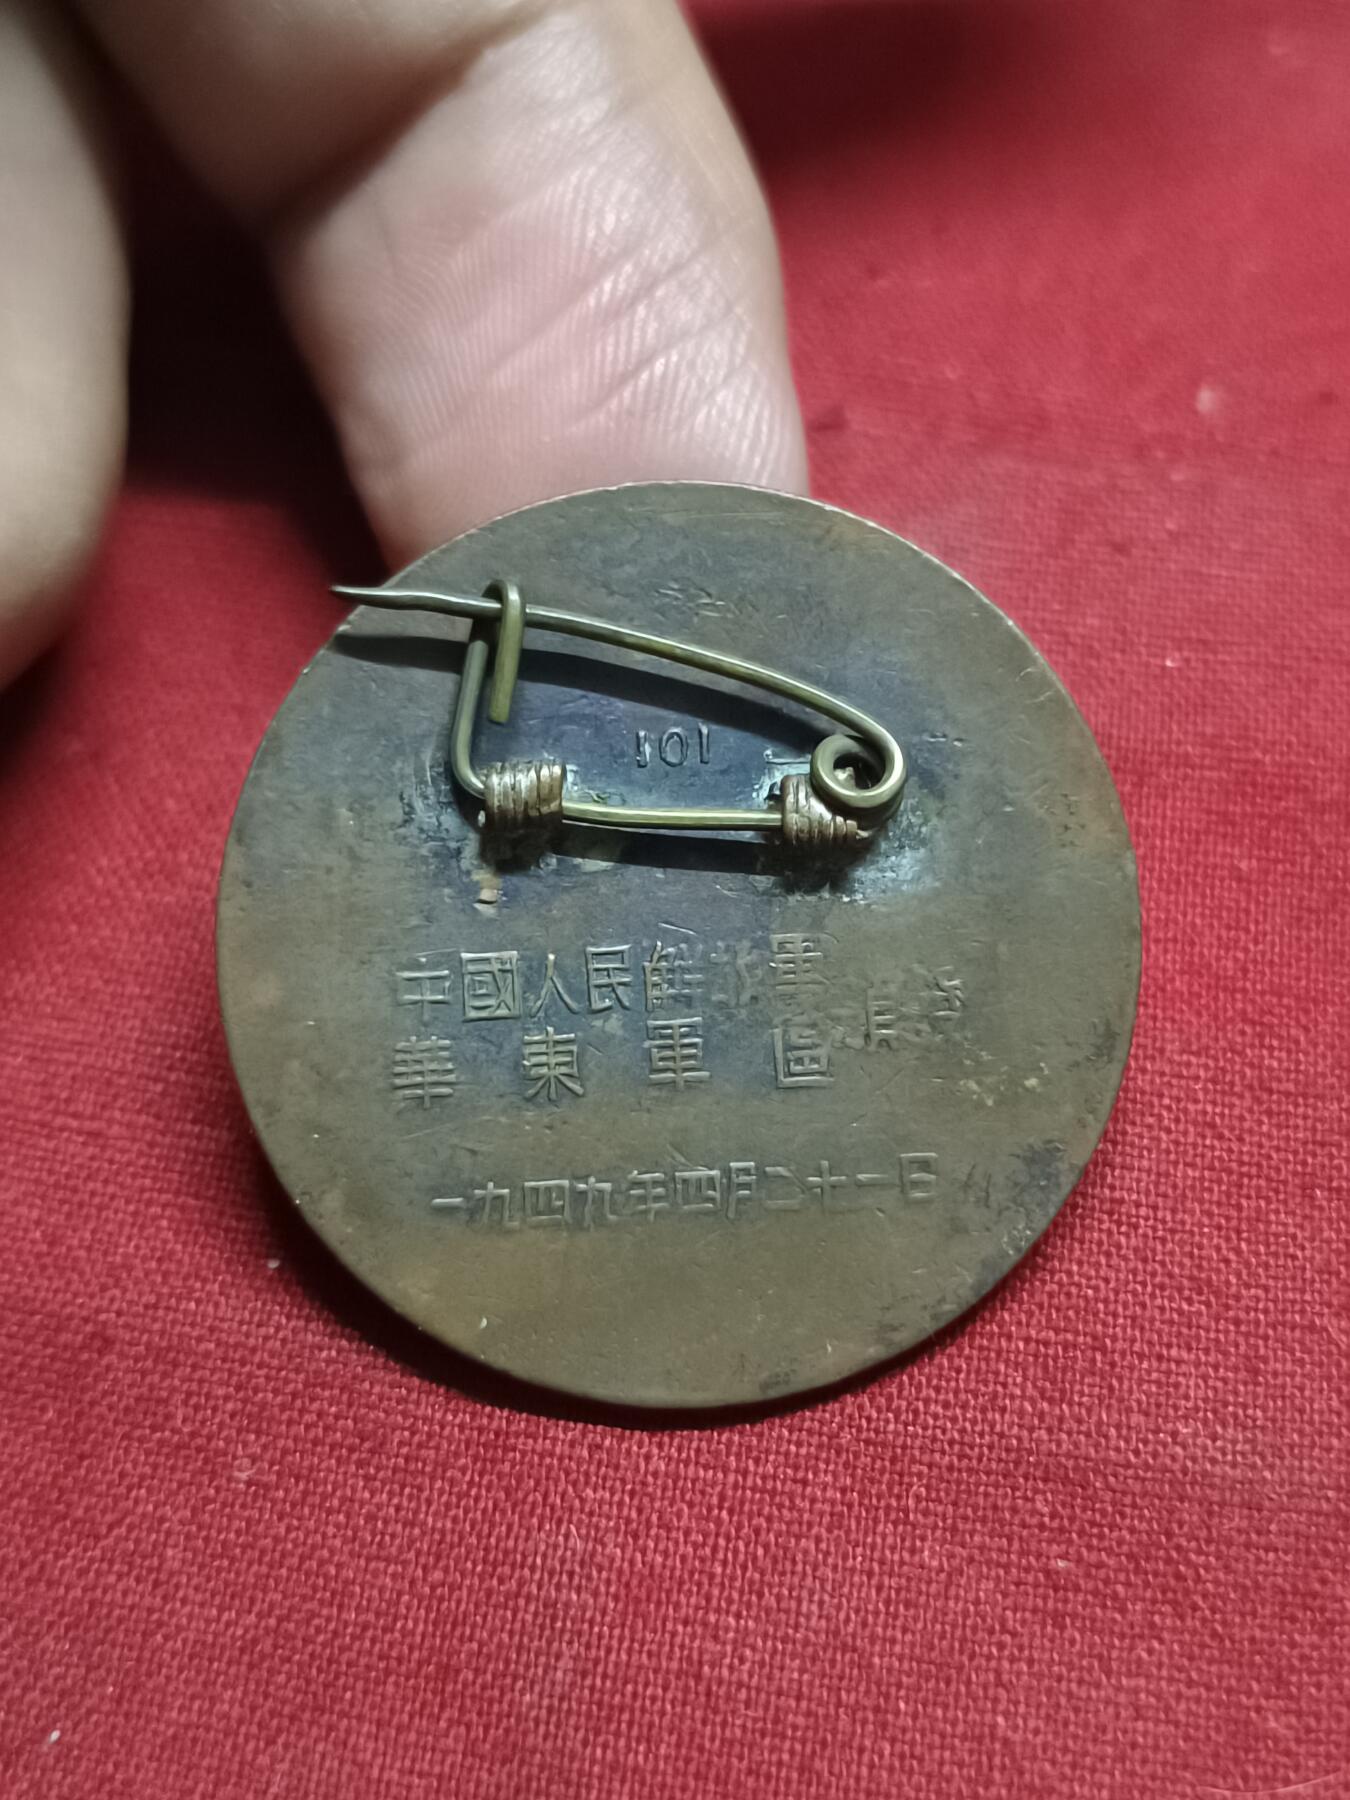 101
中國人民解放軍
華東軍區
一九四九年四月二十一日